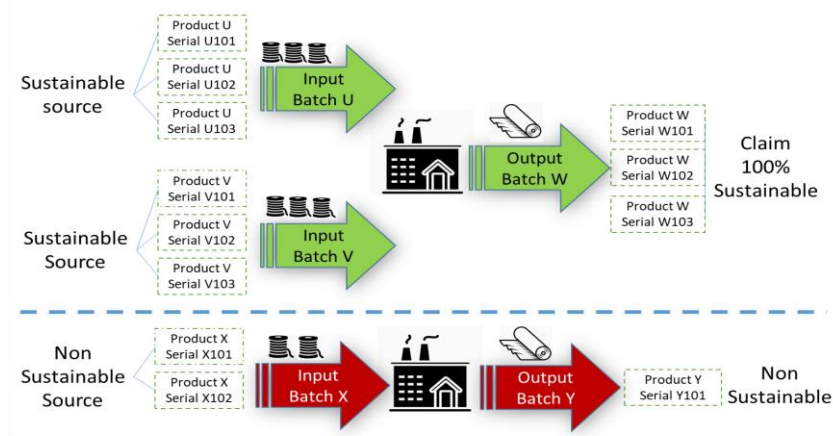 Sustainable
source
Product U
Serial U101
Product U
Serial U102
Product U
Serial U103
Input
Batch U
Sustainable
Source
Product V
Serial V101
Product V
Serial V102
Product V
Serial V103
Input
Batch V
Output
Batch W
Product W
Serial W101
Product W
Serial W102
Product W
Serial W103
Claim
100%
Sustainable
Non
Sustainable
Source
Product X
Serial X101
Product X
Serial X102
Input
Batch X
Output
Batch Y
Product Y
Serial Y101
Non
Sustainable